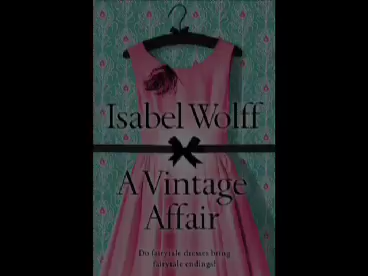 Isabel Wolff
A Vintage
Affair
Do fairytale dresses bring
fairytale endings?